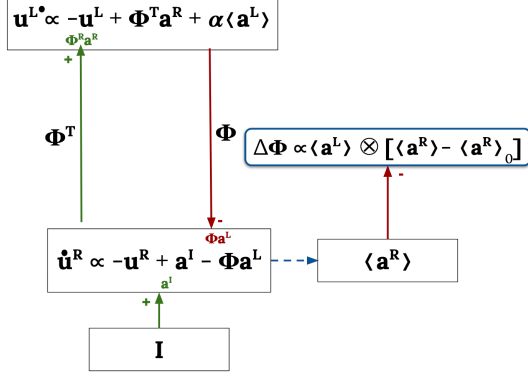 u^L• ∝ -u^L + Φ^T a^R + α⟨a^L⟩
Φ^R a^R
+
Φ^T
Φ
ΔΦ ∝⟨a^L⟩ ⊗ [⟨a^R⟩- ⟨a^R⟩_0]
-
-
Φa^L
u̇^R ∝ -u^R + a^I - Φa^L
⟨a^R⟩
a^I
+
I